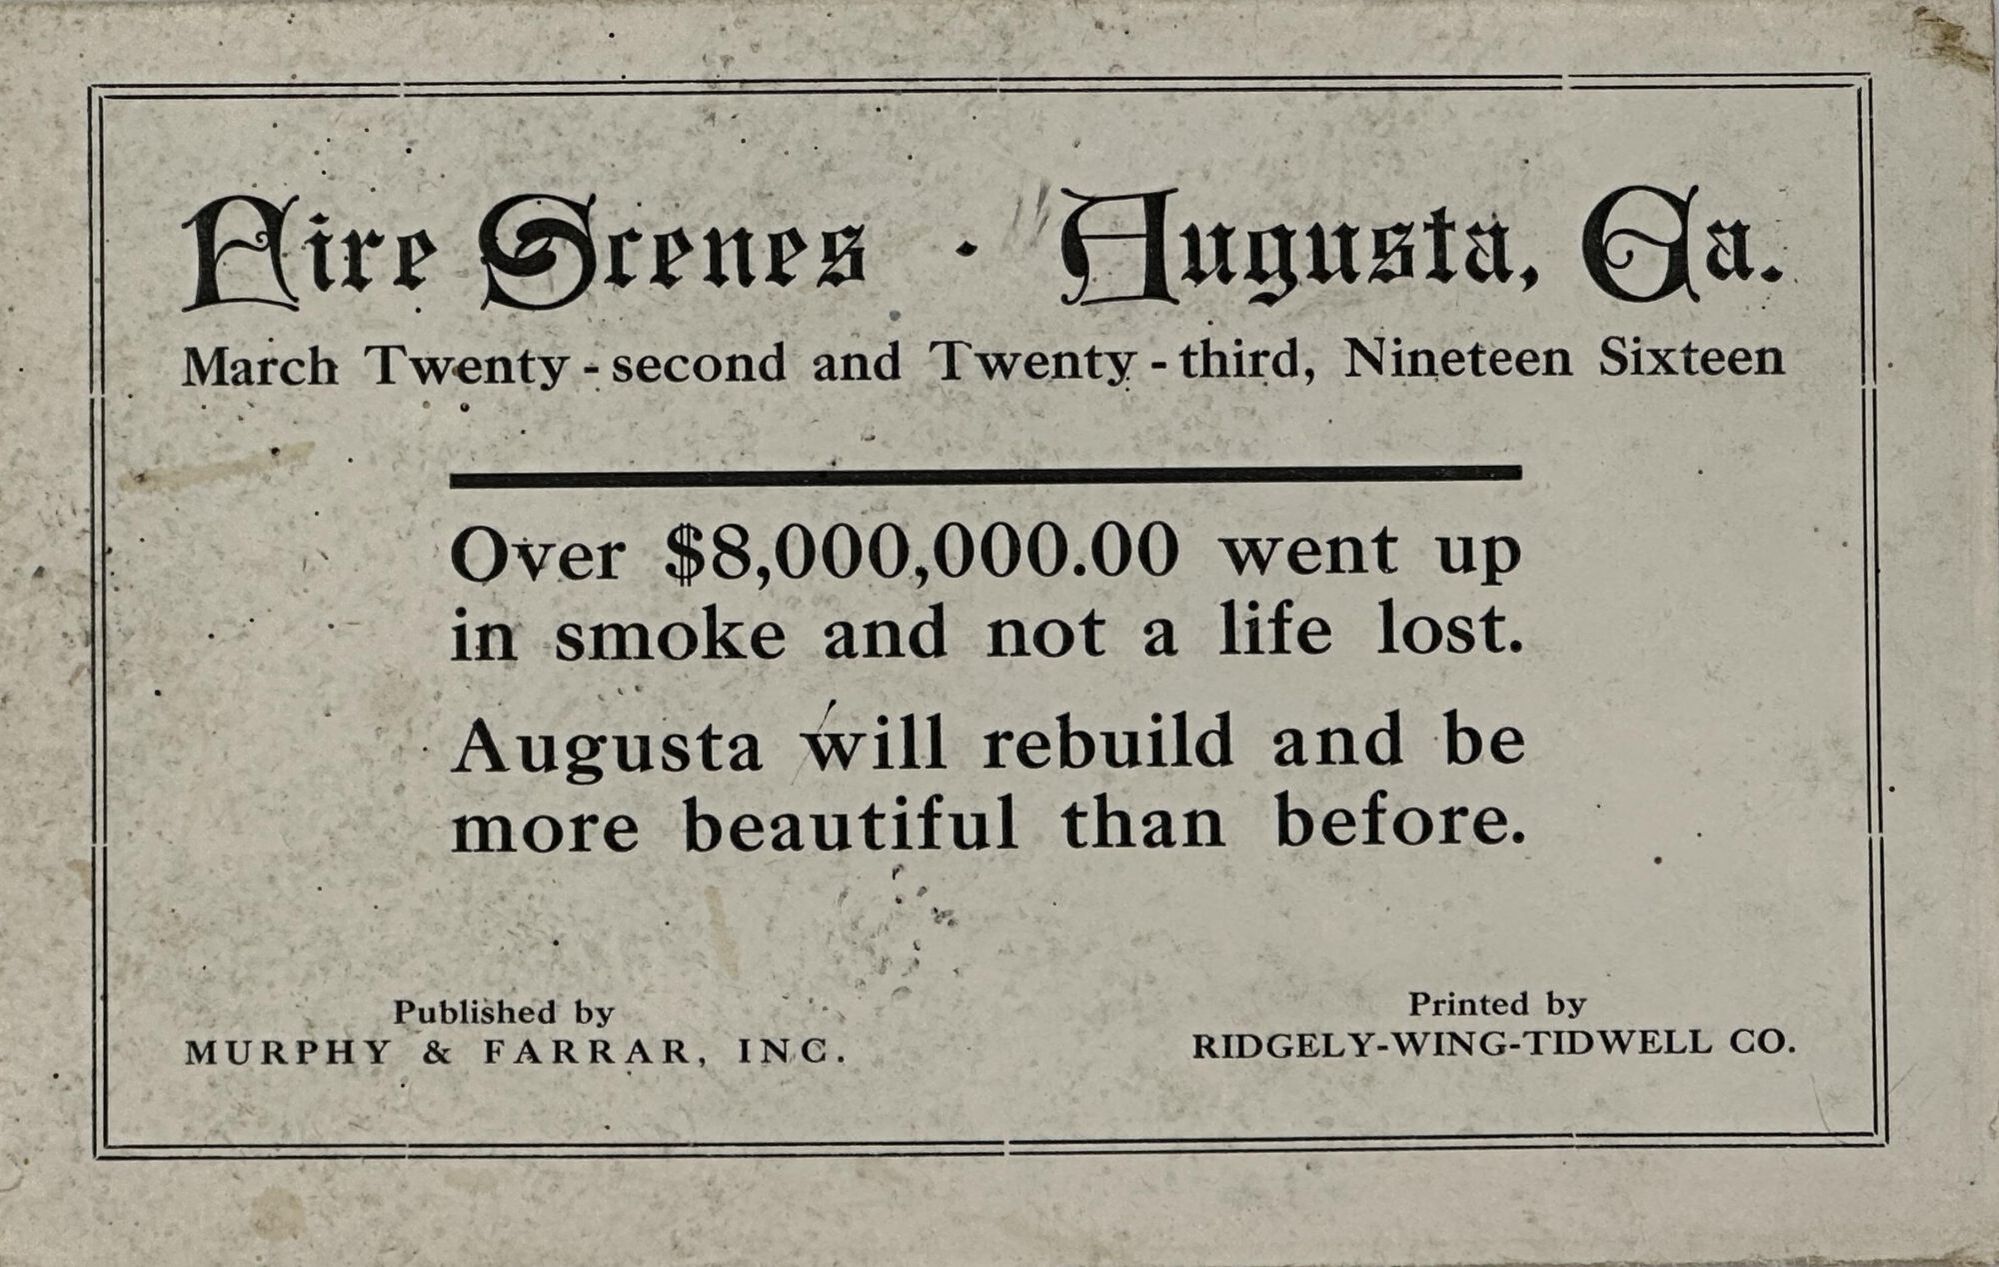 Fire Scenes · Augusta, Ga.
March Twenty-second and Twenty-third, Nineteen Sixteen
Over $8,000,000.00 went up
in smoke and not a life lost.
Augusta will rebuild and be
more beautiful than before.
Published by
MURPHY & FARRAR, INC.
Printed by
RIDGELY-WING-TIDWELL CO.